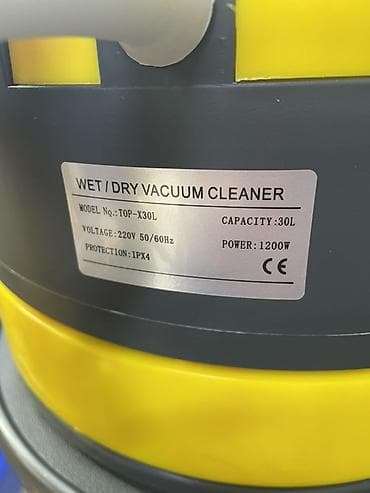 WET / DRY VACUUM CLEANER
MODEL No.:TOP-X30L CAPACITY:30L
VOLTAGE:220V 50/60Hz POWER:1200W
PROTECTION:IPX4 CE